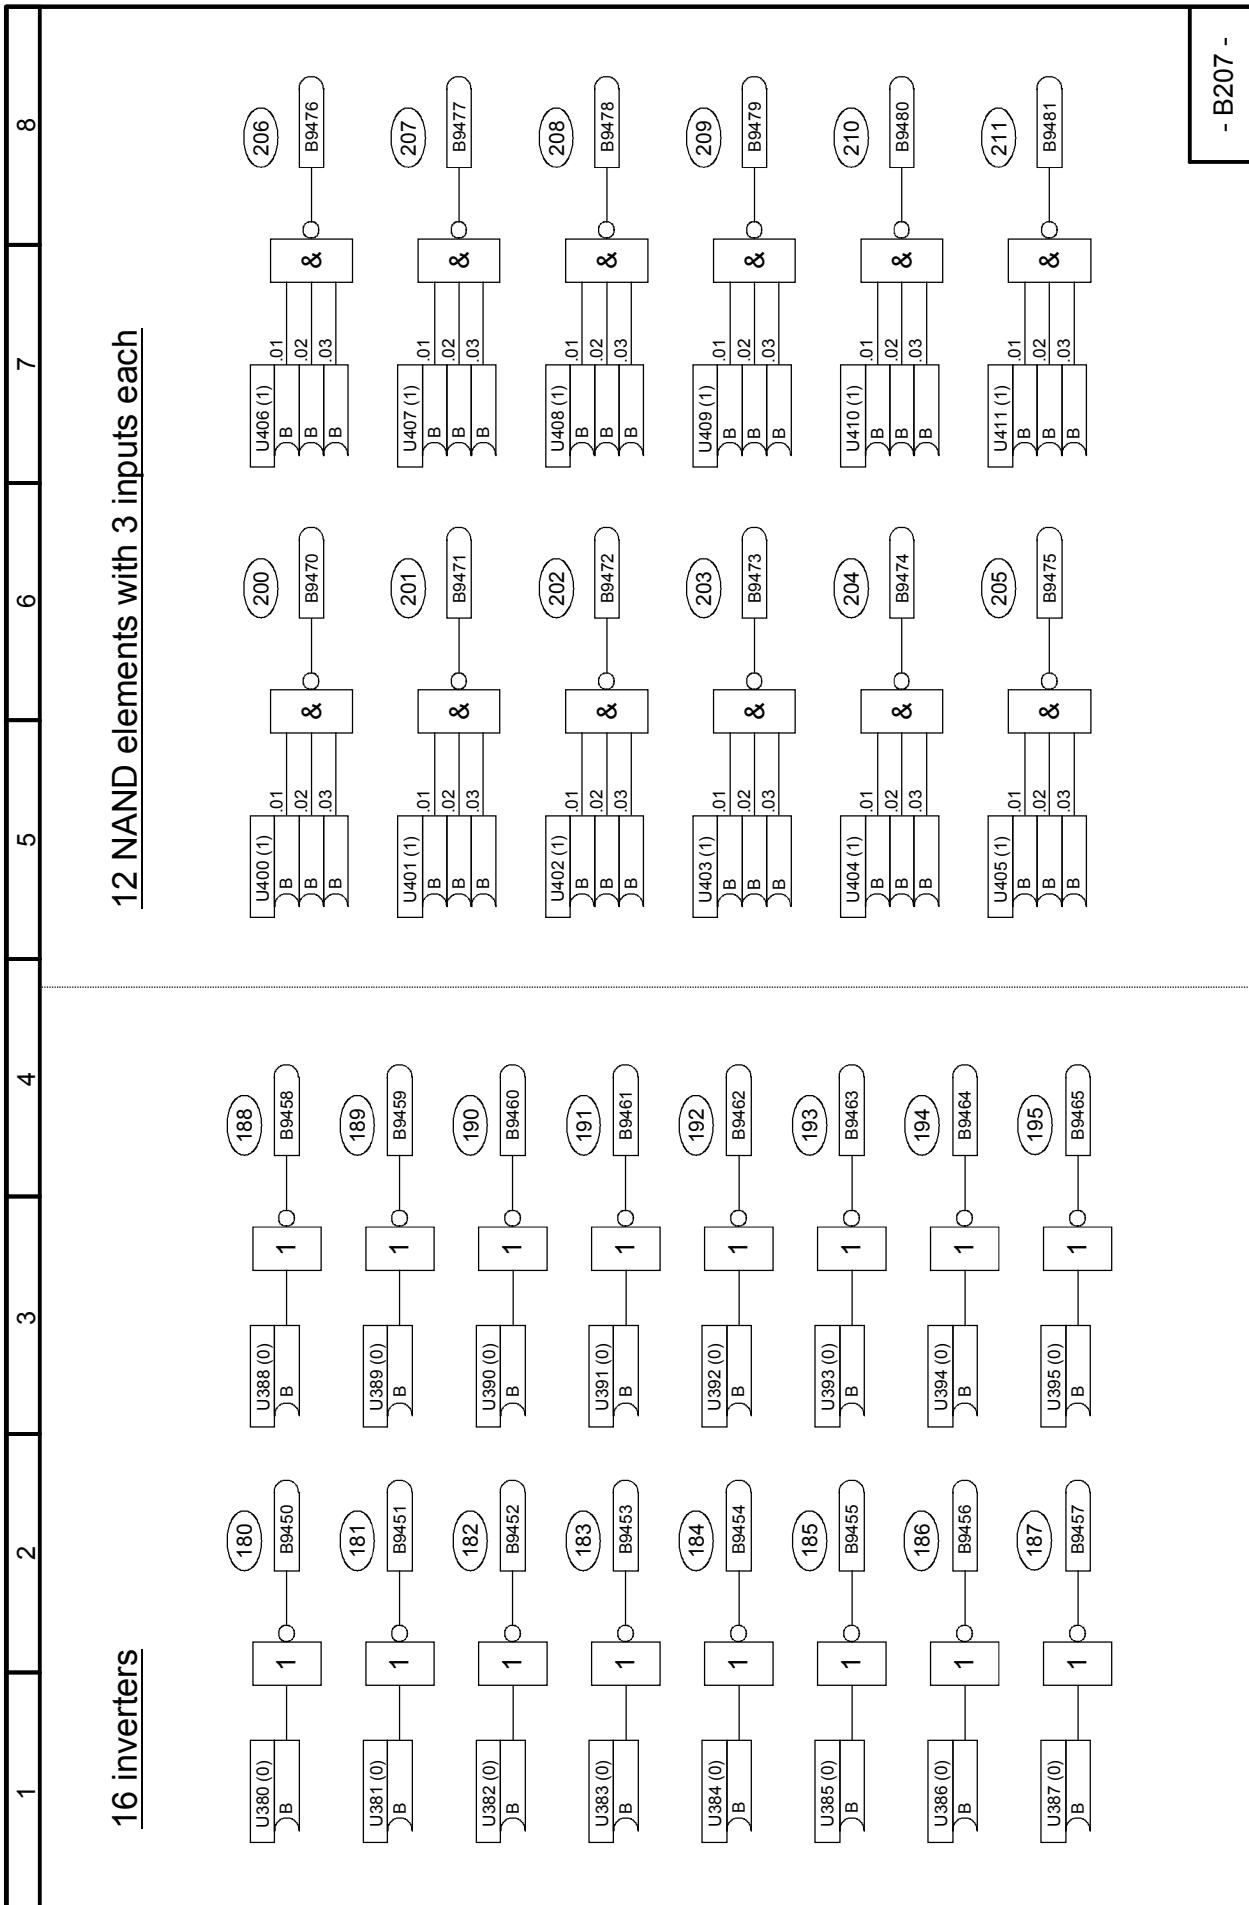 1 2 3 4 5 6 7 8
16 inverters
12 NAND elements with 3 inputs each
180
U380 (0)
B
1
B9450
181
U381 (0)
B
1
B9451
182
U382 (0)
B
1
B9452
183
U383 (0)
B
1
B9453
184
U384 (0)
B
1
B9454
185
U385 (0)
B
1
B9455
186
U386 (0)
B
1
B9456
187
U387 (0)
B
1
B9457
188
U388 (0)
B
1
B9458
189
U389 (0)
B
1
B9459
190
U390 (0)
B
1
B9460
191
U391 (0)
B
1
B9461
192
U392 (0)
B
1
B9462
193
U393 (0)
B
1
B9463
194
U394 (0)
B
1
B9464
195
U395 (0)
B
1
B9465
200
U400 (1)
B .01
B .02 & B9470
B .03
201
U401 (1)
B .01
B .02 & B9471
B .03
202
U402 (1)
B .01
B .02 & B9472
B .03
203
U403 (1)
B .01
B .02 & B9473
B .03
204
U404 (1)
B .01
B .02 & B9474
B .03
205
U405 (1)
B .01
B .02 & B9475
B .03
206
U406 (1)
B .01
B .02 & B9476
B .03
207
U407 (1)
B .01
B .02 & B9477
B .03
208
U408 (1)
B .01
B .02 & B9478
B .03
209
U409 (1)
B .01
B .02 & B9479
B .03
210
U410 (1)
B .01
B .02 & B9480
B .03
211
U411 (1)
B .01
B .02 & B9481
B .03
- B207 -